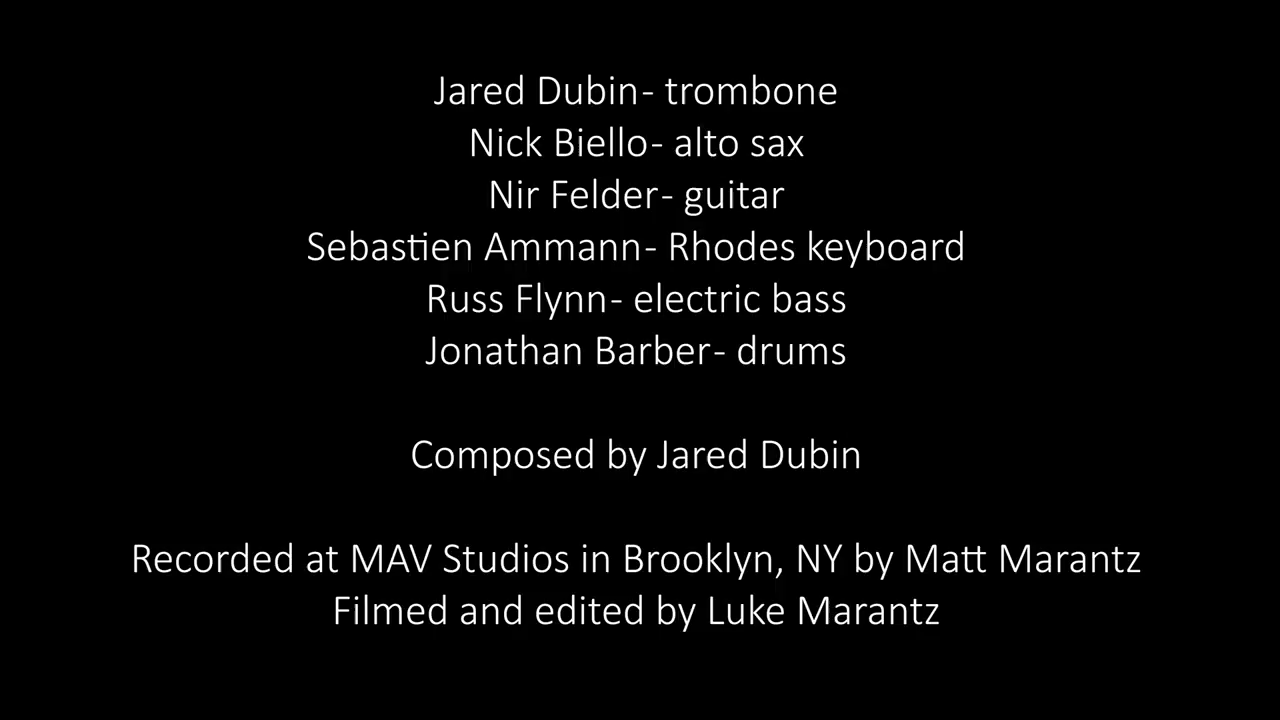 Jared Dubin- trombone
Nick Biello- alto sax
Nir Felder- guitar
Sebastien Ammann- Rhodes keyboard
Russ Flynn- electric bass
Jonathan Barber- drums
Composed by Jared Dubin
Recorded at MAV Studios in Brooklyn, NY by Matt Marantz
Filmed and edited by Luke Marantz